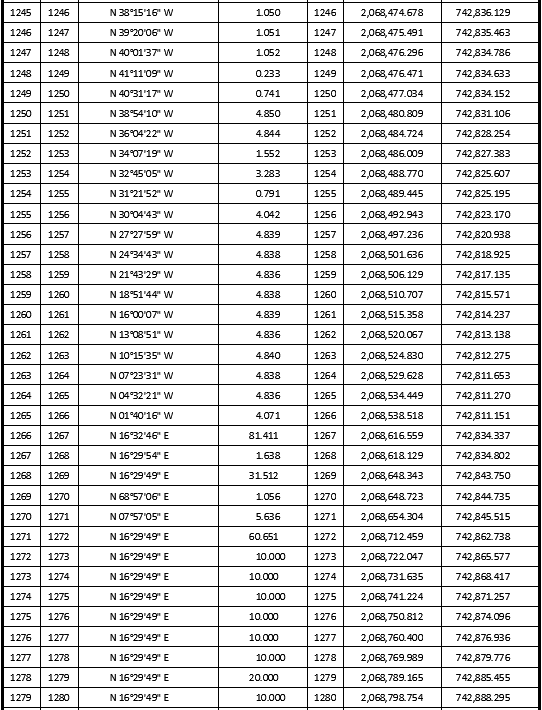 1245 1246 N 38°15'16" W 1.050 1246 2,068,474.678 742,836.129
1246 1247 N 39°20'06" W 1.051 1247 2,068,475.491 742,835.463
1247 1248 N 40°01'37" W 1.052 1248 2,068,476.296 742,834.786
1248 1249 N 41°11'09" W 0.233 1249 2,068,476.471 742,834.633
1249 1250 N 40°31'17" W 0.741 1250 2,068,477.034 742,834.152
1250 1251 N 38°54'10" W 4.850 1251 2,068,480.809 742,831.106
1251 1252 N 36°04'22" W 4.844 1252 2,068,484.724 742,828.254
1252 1253 N 34°07'19" W 1.552 1253 2,068,486.009 742,827.383
1253 1254 N 32°45'05" W 3.283 1254 2,068,488.770 742,825.607
1254 1255 N 31°21'52" W 0.791 1255 2,068,489.445 742,825.195
1255 1256 N 30°04'43" W 4.042 1256 2,068,492.943 742,823.170
1256 1257 N 27°27'59" W 4.839 1257 2,068,497.236 742,820.938
1257 1258 N 24°34'43" W 4.838 1258 2,068,501.636 742,818.925
1258 1259 N 21°43'29" W 4.836 1259 2,068,506.129 742,817.135
1259 1260 N 18°51'44" W 4.838 1260 2,068,510.707 742,815.571
1260 1261 N 16°00'07" W 4.839 1261 2,068,515.358 742,814.237
1261 1262 N 13°08'51" W 4.836 1262 2,068,520.067 742,813.138
1262 1263 N 10°15'35" W 4.840 1263 2,068,524.830 742,812.275
1263 1264 N 07°23'31" W 4.838 1264 2,068,529.628 742,811.653
1264 1265 N 04°32'21" W 4.836 1265 2,068,534.449 742,811.270
1265 1266 N 01°40'16" W 4.071 1266 2,068,538.518 742,811.151
1266 1267 N 16°32'46" E 81.411 1267 2,068,616.559 742,834.337
1267 1268 N 16°29'54" E 1.638 1268 2,068,618.129 742,834.802
1268 1269 N 16°29'49" E 31.512 1269 2,068,648.343 742,843.750
1269 1270 N 68°57'06" E 1.056 1270 2,068,648.723 742,844.735
1270 1271 N 07°57'05" E 5.636 1271 2,068,654.304 742,845.515
1271 1272 N 16°29'49" E 60.651 1272 2,068,712.459 742,862.738
1272 1273 N 16°29'49" E 10.000 1273 2,068,722.047 742,865.577
1273 1274 N 16°29'49" E 10.000 1274 2,068,731.635 742,868.417
1274 1275 N 16°29'49" E 10.000 1275 2,068,741.224 742,871.257
1275 1276 N 16°29'49" E 10.000 1276 2,068,750.812 742,874.096
1276 1277 N 16°29'49" E 10.000 1277 2,068,760.400 742,876.936
1277 1278 N 16°29'49" E 10.000 1278 2,068,769.989 742,879.776
1278 1279 N 16°29'49" E 20.000 1279 2,068,789.165 742,885.455
1279 1280 N 16°29'49" E 10.000 1280 2,068,798.754 742,888.295